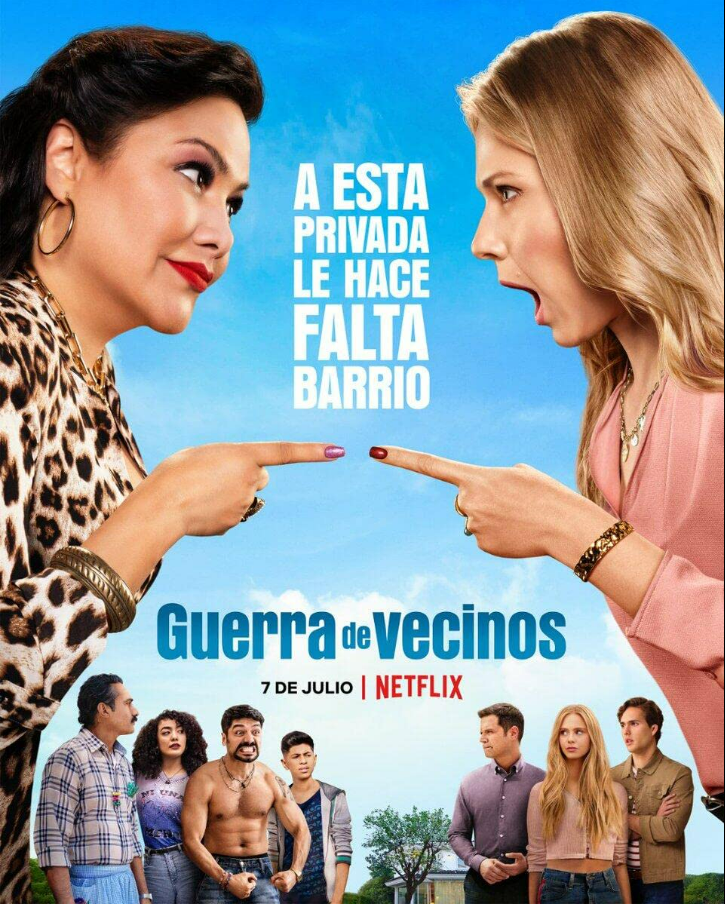 A ESTA
PRIVADA
LE HACE
FALTA
BARRIO
Guerra de vecinos
7 DE JULIO | NETFLIX